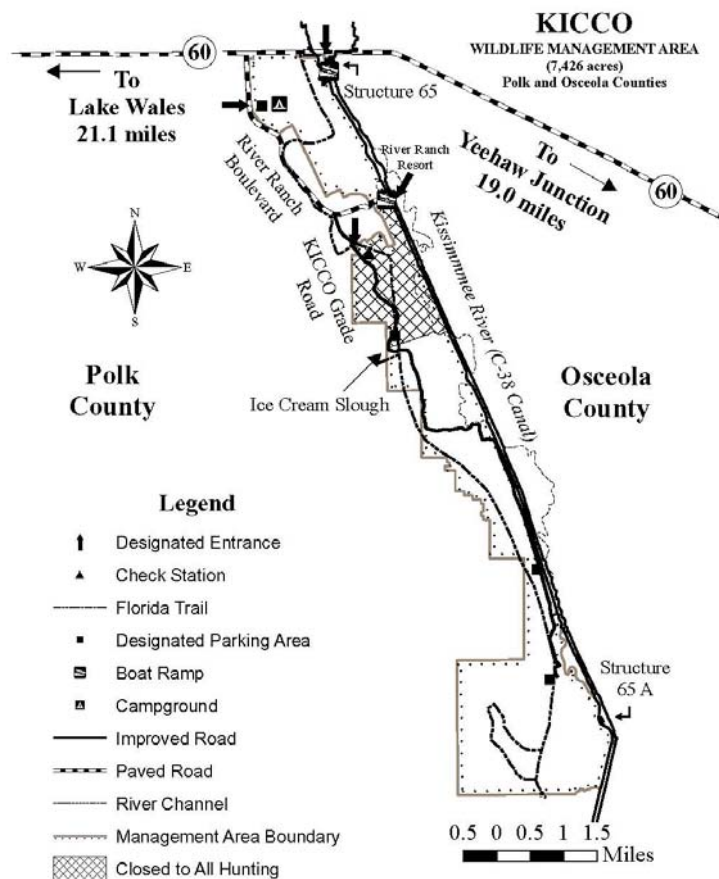 KICCO
WILDLIFE MANAGEMENT AREA
(7,426 acres)
Polk and Osceola Counties
60
To
Lake Wales
21.1 miles
Structure 65
River Ranch
Resort
To
Yeehaw Junction
19.0 miles
60
River Ranch
Boulevard
KICCO Grade
Road
N
W
E
S
Kissimmmee River (C-38 Canal)
Polk
County
Osceola
County
Ice Cream Slough
Structure
65 A
Legend
Designated Entrance
Check Station
Florida Trail
Designated Parking Area
Boat Ramp
Campground
Improved Road
Paved Road
River Channel
Management Area Boundary
Closed to All Hunting
0.5 0 0.5 1 1.5
Miles